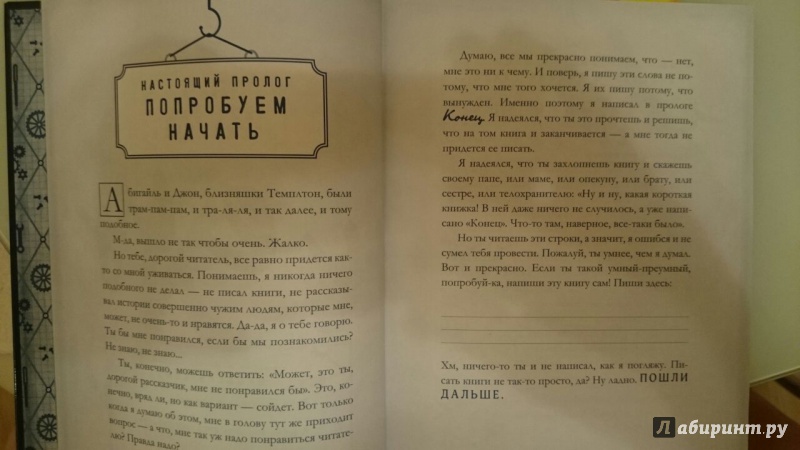 НАСТОЯЩИЙ ПРОЛОГ
ПОПРОБУЕМ
НАЧАТЬ
Абигайль и Джон, близняшки Темплтон, были
трам-пам-пам, и тра-ля-ля, и так далее, и тому
подобное.
М-да, вышло не так чтобы очень. Жалко.
Но тебе, дорогой читатель, все равно придется как-
то со мной уживаться. Понимаешь, я никогда ничего
подобного не делал — не писал книги, не рассказы-
вал истории совершенно чужим людям, которые мне,
может, не очень-то и нравятся. Да-да, я о тебе говорю.
Ты бы мне понравился, если бы мы познакомились?
Не знаю, не знаю...
Ты, конечно, можешь ответить: «Может, это ты,
дорогой рассказчик, мне не понравился бы». Это, ко-
нечно, вряд ли, но как вариант — сойдет. Вот только
когда я думаю об этом, мне в голову тут же приходит
вопрос — а что, мне так уж надо понравиться читате-
лю? Правда надо?
Думаю, все мы прекрасно понимаем, что — нет,
мне это ни к чему. И поверь, я пишу эти слова не по-
тому, что мне того хочется. Я их пишу потому, что
вынужден. Именно поэтому я написал в прологе
Конец. Я надеялся, что ты это прочтешь и решишь,
что на том книга и заканчивается — а мне тогда не
придется ее писать.
Я надеялся, что ты захлопнешь книгу и скажешь
своему папе, или маме, или опекуну, или брату, или
сестре, или телохранителю: «Ну и ну, какая короткая
книжка! В ней даже ничего не случилось, а уже напи-
сано «Конец». Что-то там, наверное, все-таки было».
Но ты читаешь эти строки, а значит, я ошибся и не
сумел тебя провести. Пожалуй, ты умнее, чем я думал.
Вот и прекрасно. Если ты такой умный-преумный,
попробуй-ка, напиши эту книгу сам! Пиши здесь:
Хм, ничего-то ты и не написал, как я погляжу. Пи-
сать книги не так-то просто, да? Ну ладно. ПОШЛИ
ДАЛЬШЕ.
Лабиринт.ру